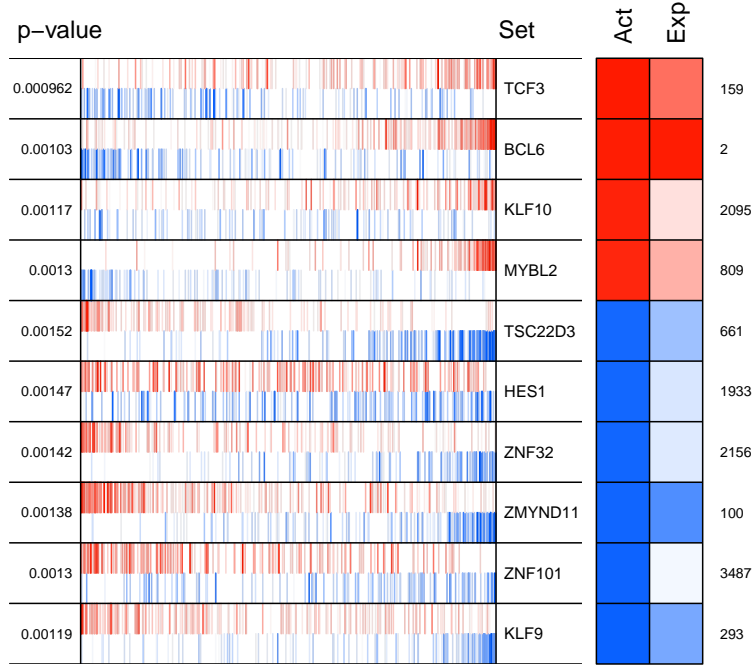 p−value Set Act Exp
0.000962 TCF3 159
0.00103 BCL6 2
0.00117 KLF10 2095
0.0013 MYBL2 809
0.00152 TSC22D3 661
0.00147 HES1 1933
0.00142 ZNF32 2156
0.00138 ZMYND11 100
0.0013 ZNF101 3487
0.00119 KLF9 293